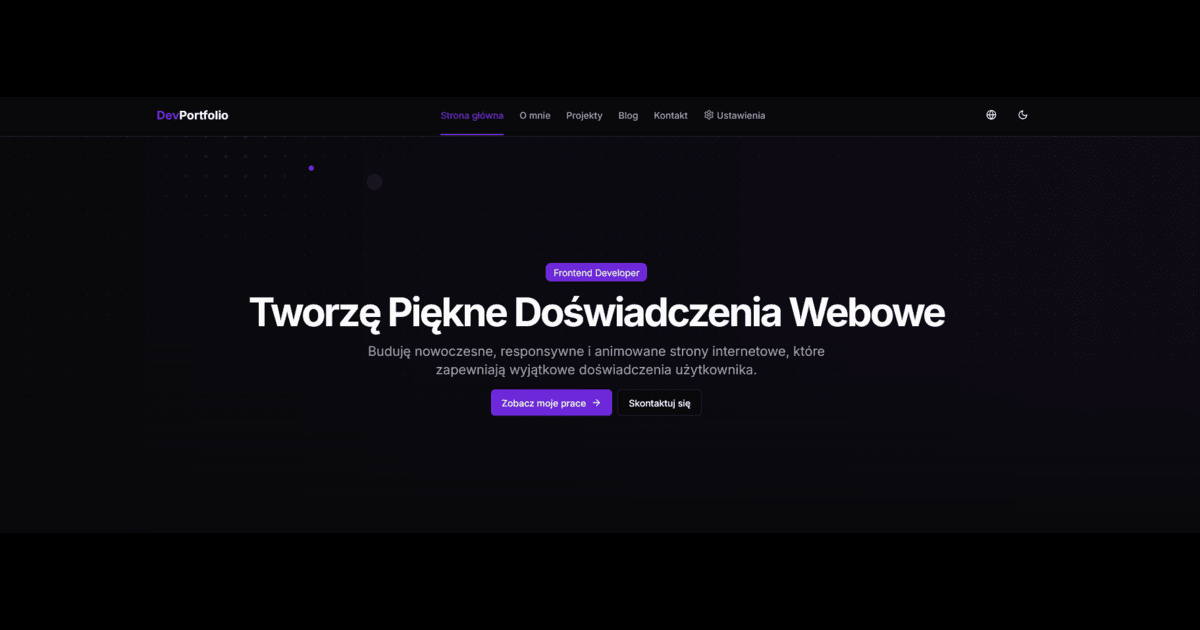 DevPortfolio
Strona główna O mnie Projekty Blog Kontakt Ustawienia
Frontend Developer
Tworzę Piękne Doświadczenia Webowe
Buduję nowoczesne, responsywne i animowane strony internetowe, które
zapewniają wyjątkowe doświadczenia użytkownika.
Zobacz moje prace →
Skontaktuj się